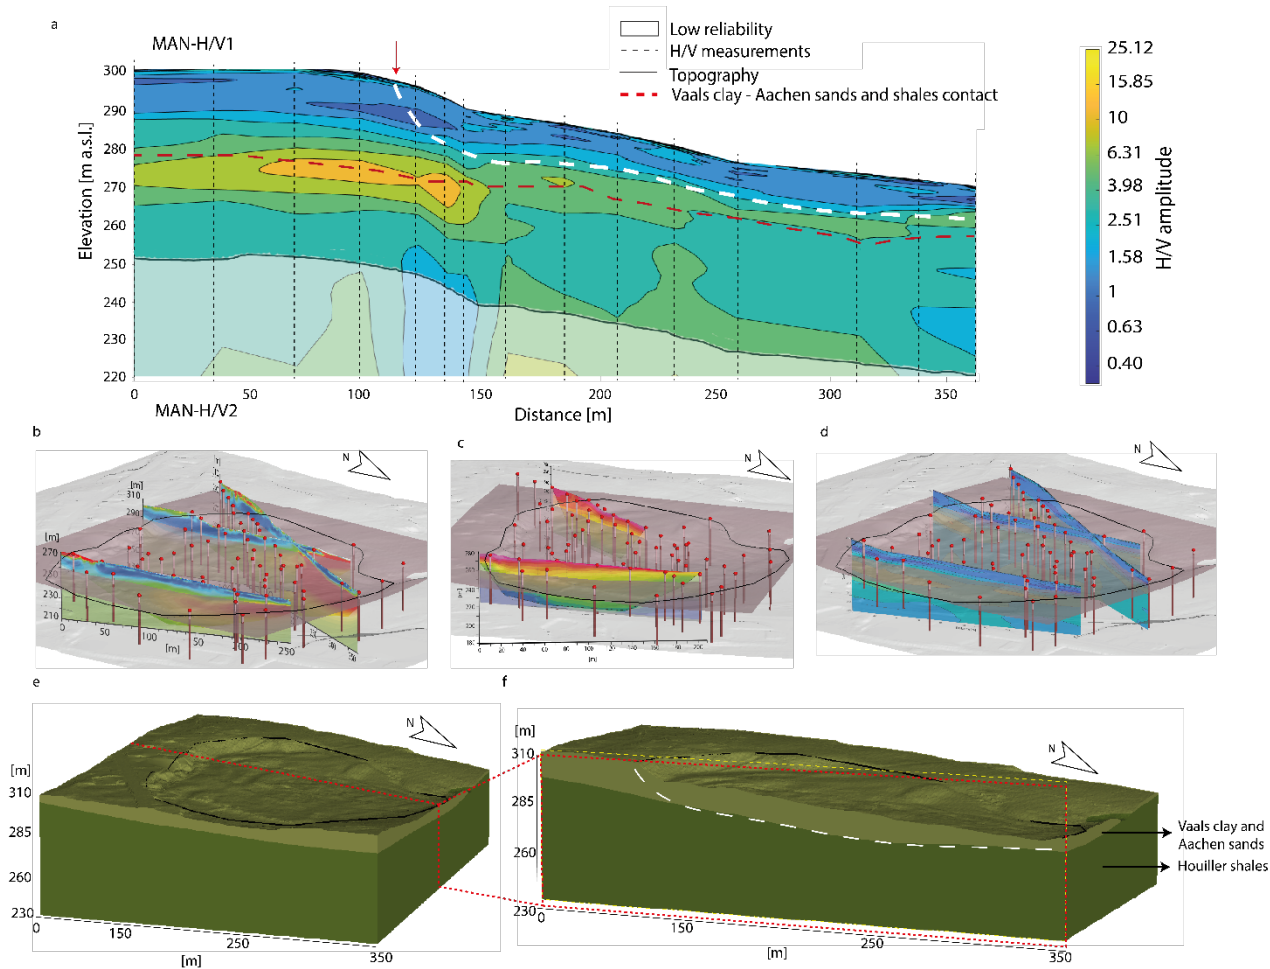 a
MAN-H/V1
Low reliability
H/V measurements
Topography
Vaals clay - Aachen sands and shales contact
300
290
280
270
260
250
240
230
220
Elevation [m a.s.l.]
0 50 100 150 200 250 300 350
Distance [m]
MAN-H/V2
25.12
15.85
10
6.31
3.98
2.51
1.58
1
0.63
0.40
H/V amplitude
b
N
[m]
310
290
[m]
270
230
210
0 50 100 50 200 250
[m]
c
N
[m]
d
N
e
N
[m]
310
285
260
230
0
150
250
350
[m]
f
N
[m]
310
285
260
230
0
150
250
350
[m]
Vaals clay and
Aachen sands
Houiller shales